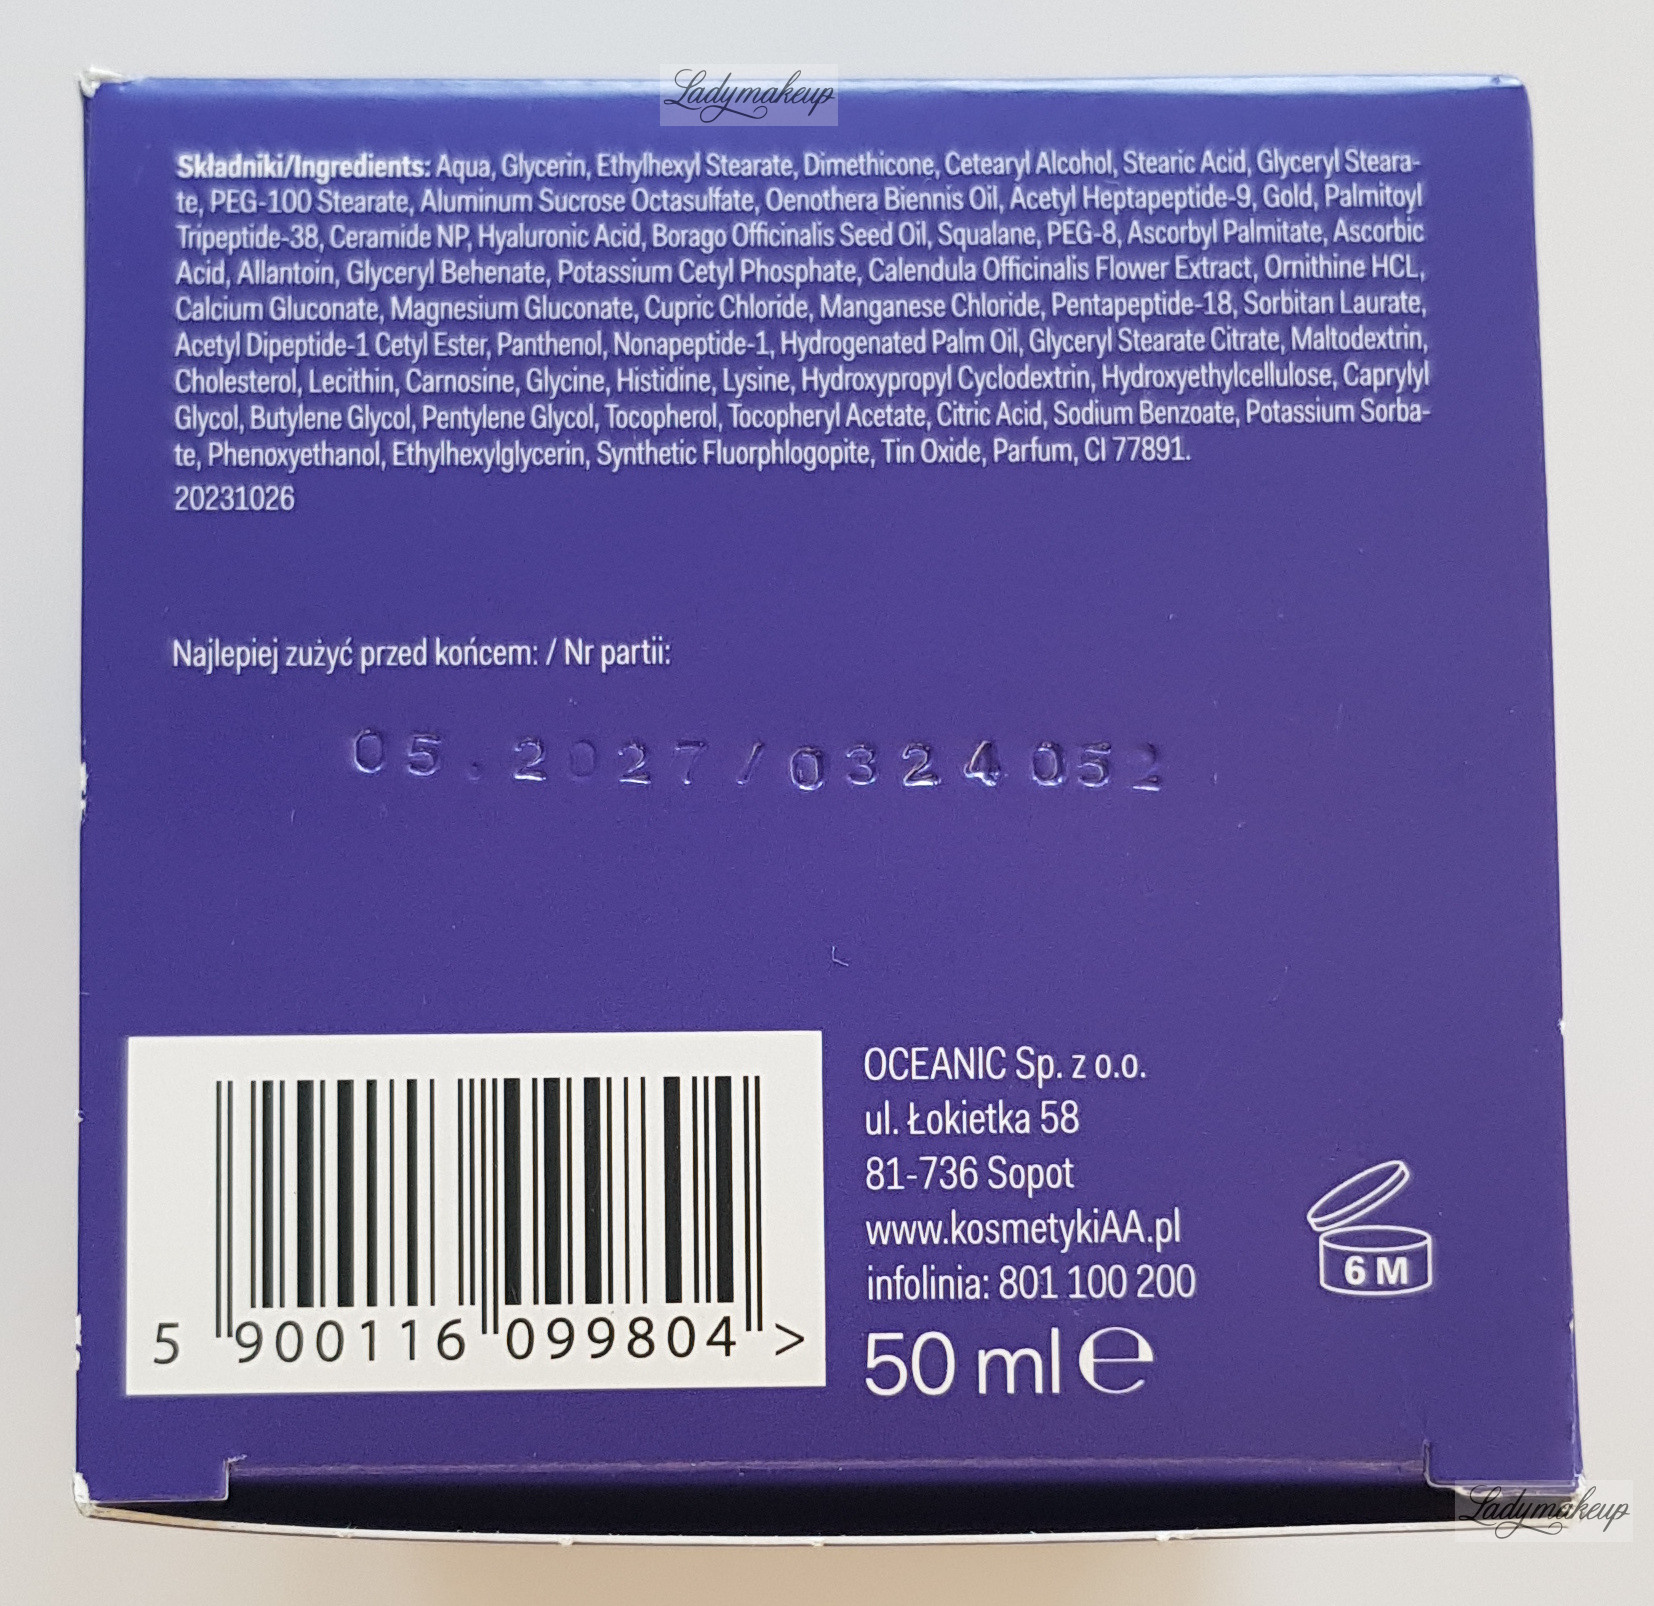 Ladymakeup
Składniki/Ingredients: Aqua, Glycerin, Ethylhexyl Stearate, Dimethicone, Cetearyl Alcohol, Stearic Acid, Glyceryl Steara-
te, PEG-100 Stearate, Aluminum Sucrose Octasulfate, Oenothera Biennis Oil, Acetyl Heptapeptide-9, Gold, Palmitoyl
Tripeptide-38, Ceramide NP, Hyaluronic Acid, Borago Officinalis Seed Oil, Squalane, PEG-8, Ascorbyl Palmitate, Ascorbic
Acid, Allantoin, Glyceryl Behenate, Potassium Cetyl Phosphate, Calendula Officinalis Flower Extract, Ornithine HCL,
Calcium Gluconate, Magnesium Gluconate, Cupric Chloride, Manganese Chloride, Pentapeptide-18, Sorbitan Laurate,
Acetyl Dipeptide-1 Cetyl Ester, Panthenol, Nonapeptide-1, Hydrogenated Palm Oil, Glyceryl Stearate Citrate, Maltodextrin,
Cholesterol, Lecithin, Carnosine, Glycine, Histidine, Lysine, Hydroxypropyl Cyclodextrin, Hydroxyethylcellulose, Caprylyl
Glycol, Butylene Glycol, Pentylene Glycol, Tocopherol, Tocopheryl Acetate, Citric Acid, Sodium Benzoate, Potassium Sorba-
te, Phenoxyethanol, Ethylhexylglycerin, Synthetic Fluorphlogopite, Tin Oxide, Parfum, CI 77891.
20231026
Najlepiej zużyć przed końcem: / Nr partii:
05.2027/0324052
OCEANIC Sp. z o.o.
ul. Łokietka 58
81-736 Sopot
www.kosmetykiAA.pl
infolinia: 801 100 200
50 ml e
6 M
5 900116 099804 >
Ladymakeup